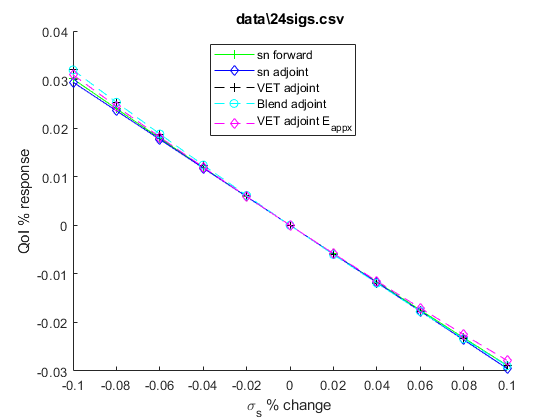 data\24sigs.csv
sn forward
sn adjoint
VET adjoint
Blend adjoint
VET adjoint E_appx
0.04
0.03
0.02
0.01
0
-0.01
-0.02
-0.03
QoI % response
-0.1 -0.08 -0.06 -0.04 -0.02 0 0.02 0.04 0.06 0.08 0.1
σ_s % change